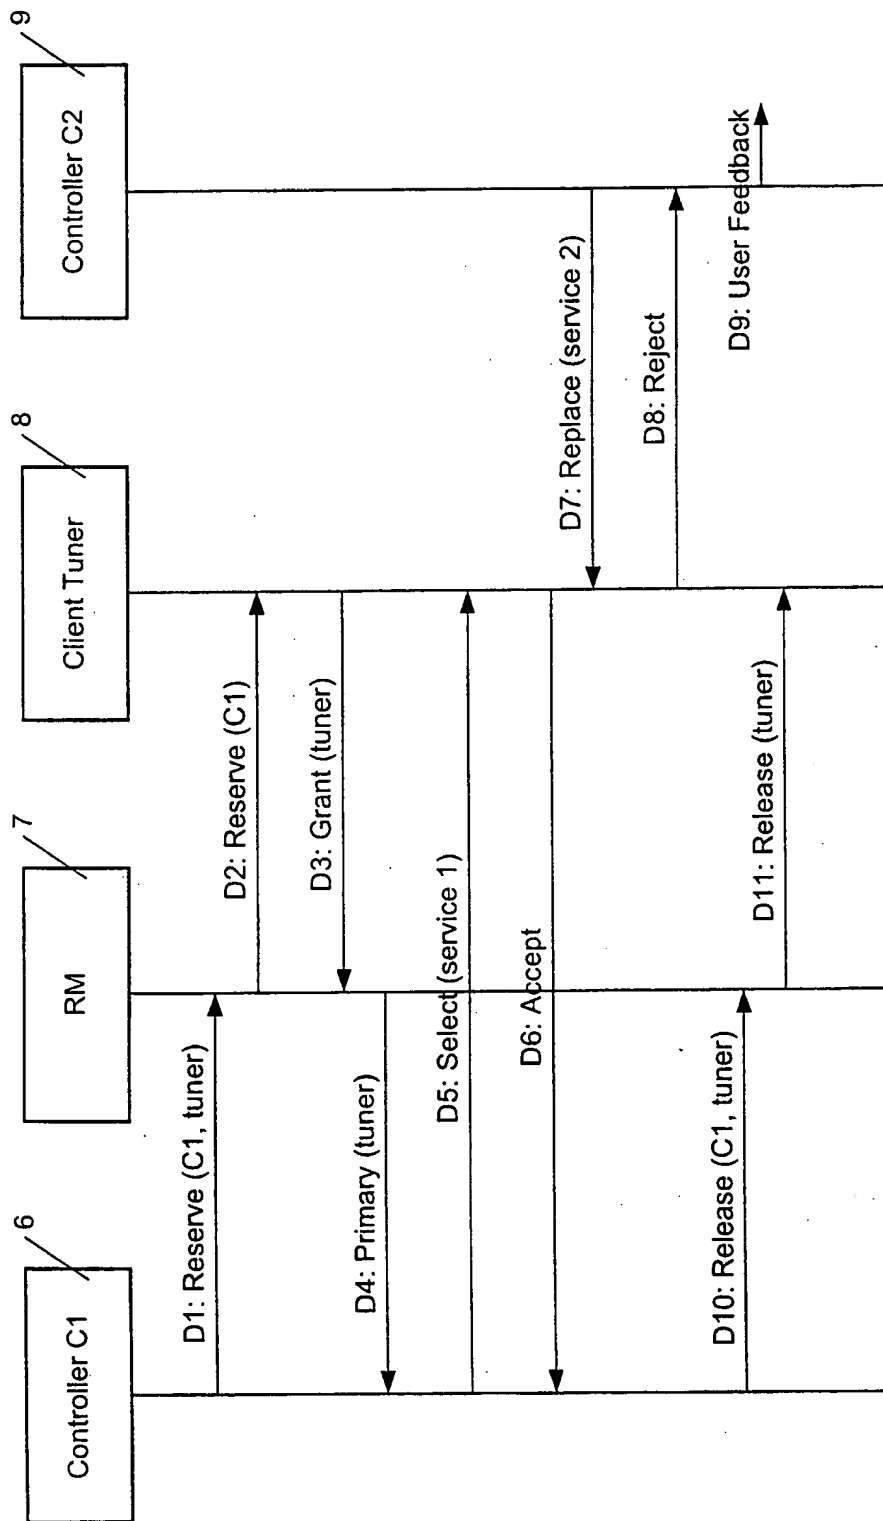 6
Controller C1
7
RM
8
Client Tuner
9
Controller C2
D1: Reserve (C1, tuner)
D2: Reserve (C1)
D3: Grant (tuner)
D4: Primary (tuner)
D5: Select (service 1)
D6: Accept
D7: Replace (service 2)
D8: Reject
D9: User Feedback
D10: Release (C1, tuner)
D11: Release (tuner)